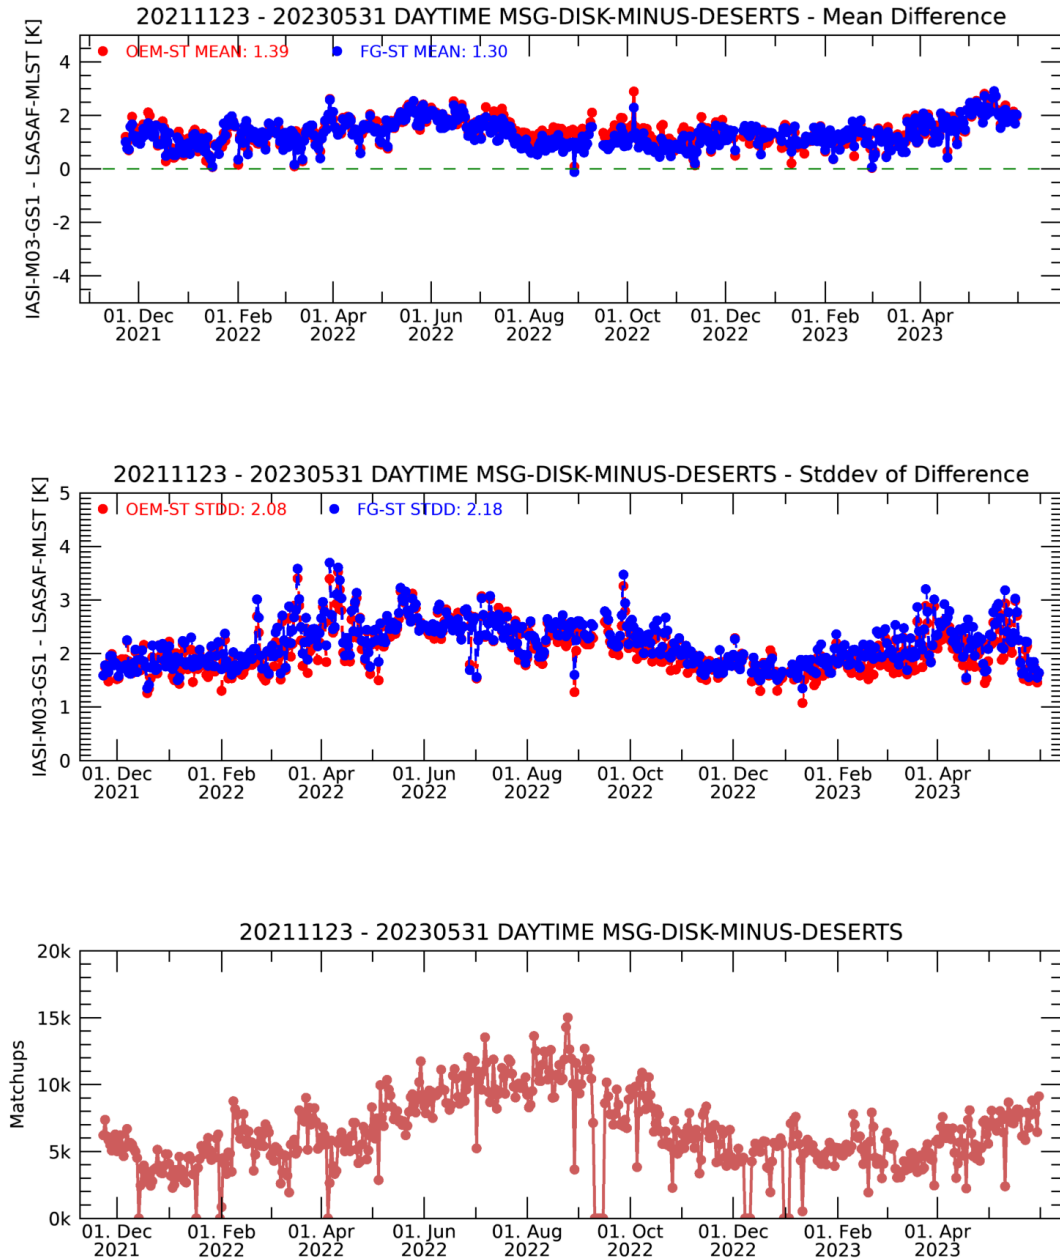 20211123 - 20230531 DAYTIME MSG-DISK-MINUS-DESERTS - Mean Difference
OEM-ST MEAN: 1.39 FG-ST MEAN: 1.30
IASI-M03-GS1 - LSASAF-MLST [K]
4
2
0
-2
-4
01. Dec 01. Feb 01. Apr 01. Jun 01. Aug 01. Oct 01. Dec 01. Feb 01. Apr
2021 2022 2022 2022 2022 2022 2022 2023 2023
20211123 - 20230531 DAYTIME MSG-DISK-MINUS-DESERTS - Stddev of Difference
OEM-ST STDD: 2.08 FG-ST STDD: 2.18
IASI-M03-GS1 - LSASAF-MLST [K]
5
4
3
2
1
0
01. Dec 01. Feb 01. Apr 01. Jun 01. Aug 01. Oct 01. Dec 01. Feb 01. Apr
2021 2022 2022 2022 2022 2022 2022 2023 2023
20211123 - 20230531 DAYTIME MSG-DISK-MINUS-DESERTS
Matchups
20k
15k
10k
5k
0k
01. Dec 01. Feb 01. Apr 01. Jun 01. Aug 01. Oct 01. Dec 01. Feb 01. Apr
2021 2022 2022 2022 2022 2022 2022 2023 2023